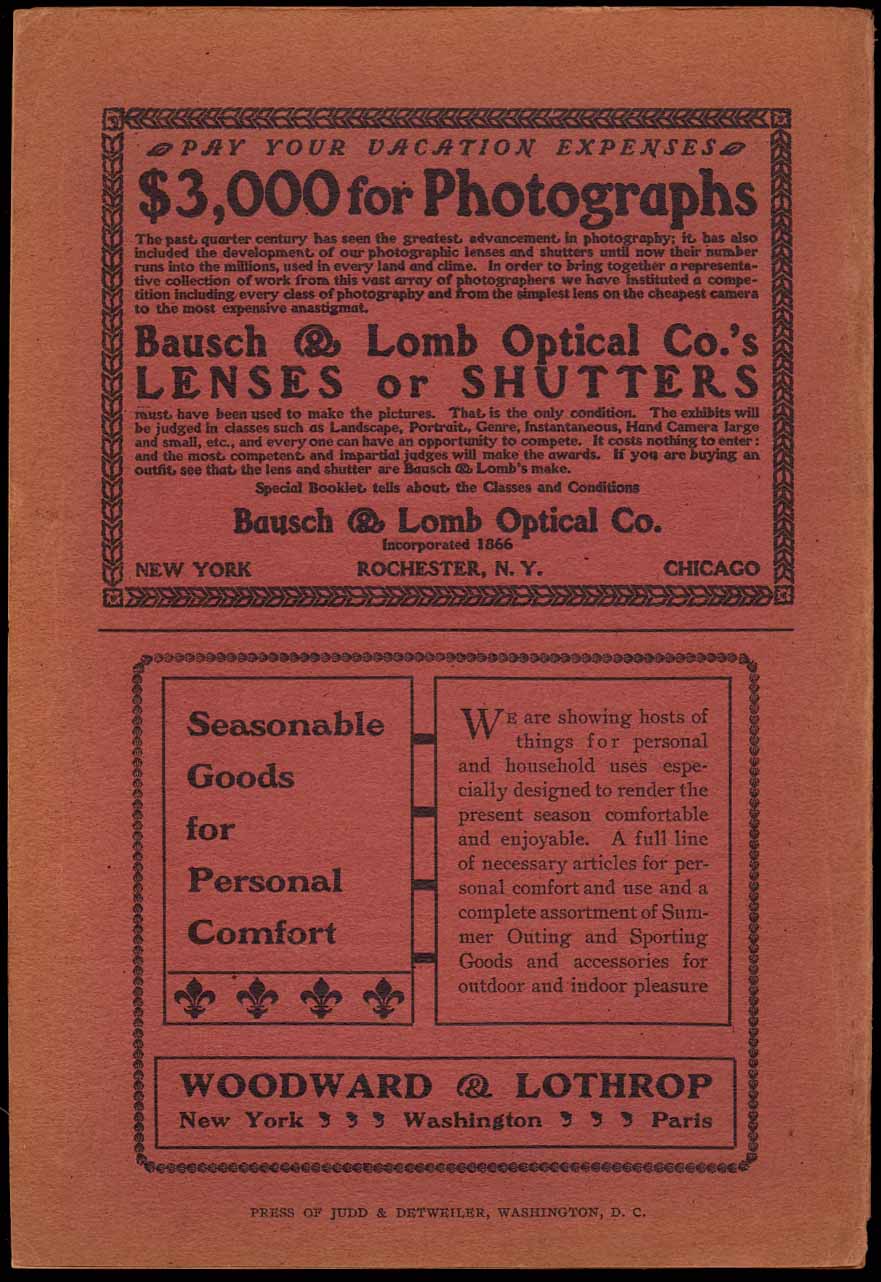 PAY YOUR VACATION EXPENSES
$3,000 for Photographs
The past quarter century has seen the greatest advancement in photography; it has also
included the development of our photographic lenses and shutters until now their number
runs into the millions, used in every land and clime. In order to bring together a representa-
tive collection of work from this vast array of photographers we have instituted a compe-
tition including every class of photography and from the simplest lens on the cheapest camera
to the most expensive anastigmat.
Bausch & Lomb Optical Co.'s
LENSES or SHUTTERS
must have been used to make the pictures. That is the only condition. The exhibits will
be judged in classes such as Landscape, Portrait, Genre, Instantaneous, Hand Camera large
and small, etc., and every one can have an opportunity to compete. It costs nothing to enter:
and the most competent and impartial judges will make the awards. If you are buying an
outfit see that the lens and shutter are Bausch & Lomb's make.
Special Booklet tells about the Classes and Conditions
Bausch & Lomb Optical Co.
Incorporated 1866
NEW YORK ROCHESTER, N. Y. CHICAGO
Seasonable
Goods
for
Personal
Comfort
WE are showing hosts of
things for personal
and household uses espe-
cially designed to render the
present season comfortable
and enjoyable. A full line
of necessary articles for per-
sonal comfort and use and a
complete assortment of Sum-
mer Outing and Sporting
Goods and accessories for
outdoor and indoor pleasure
WOODWARD & LOTHROP
New York Washington Paris
PRESS OF JUDD & DETWEILER, WASHINGTON, D. C.